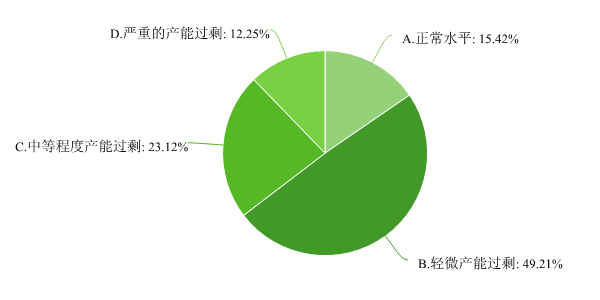 D.严重的产能过剩: 12.25%
A.正常水平: 15.42%
C.中等程度产能过剩: 23.12%
B.轻微产能过剩: 49.21%